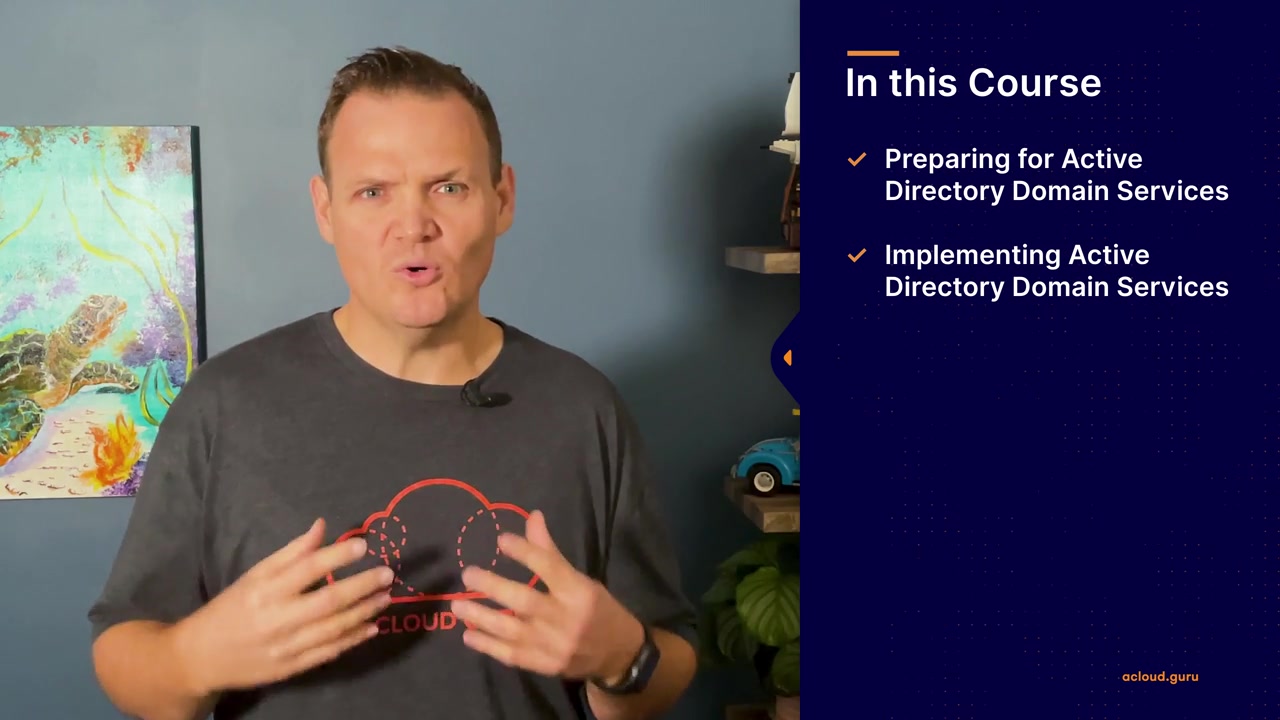 In this Course
Preparing for Active
Directory Domain Services
Implementing Active
Directory Domain Services
CLOUD
acloud.guru